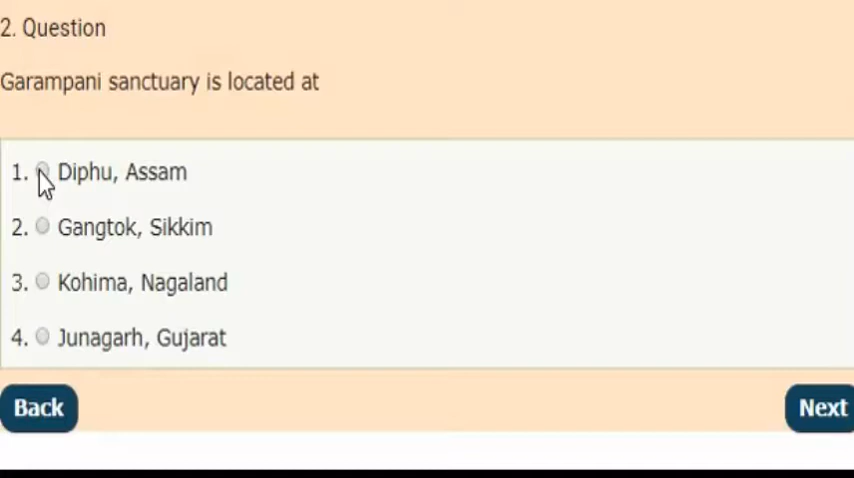 2. Question
Garampani sanctuary is located at
1. Diphu, Assam
2. Gangtok, Sikkim
3. Kohima, Nagaland
4. Junagarh, Gujarat
Back Next